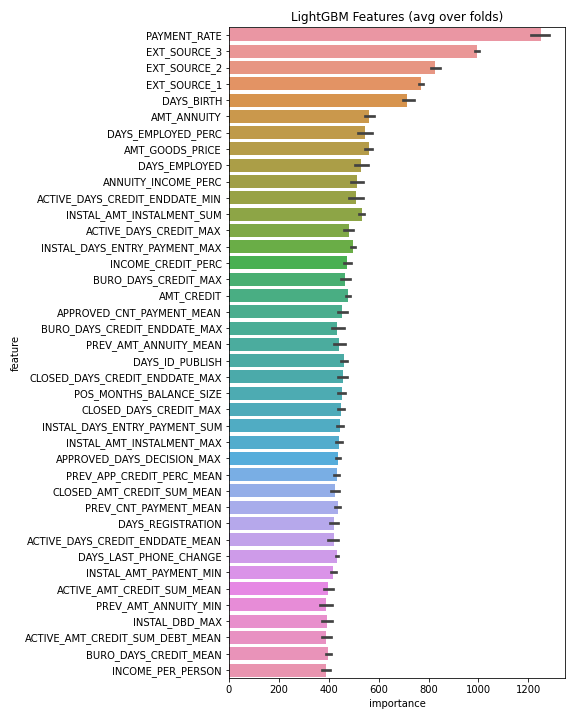 LightGBM Features (avg over folds)
PAYMENT_RATE
EXT_SOURCE_3
EXT_SOURCE_2
EXT_SOURCE_1
DAYS_BIRTH
AMT_ANNUITY
DAYS_EMPLOYED_PERC
AMT_GOODS_PRICE
DAYS_EMPLOYED
ANNUITY_INCOME_PERC
ACTIVE_DAYS_CREDIT_ENDDATE_MIN
INSTAL_AMT_INSTALMENT_SUM
ACTIVE_DAYS_CREDIT_MAX
INSTAL_DAYS_ENTRY_PAYMENT_MAX
INCOME_CREDIT_PERC
BURO_DAYS_CREDIT_MAX
AMT_CREDIT
APPROVED_CNT_PAYMENT_MEAN
BURO_DAYS_CREDIT_ENDDATE_MAX
PREV_AMT_ANNUITY_MEAN
DAYS_ID_PUBLISH
CLOSED_DAYS_CREDIT_ENDDATE_MAX
POS_MONTHS_BALANCE_SIZE
CLOSED_DAYS_CREDIT_MAX
INSTAL_DAYS_ENTRY_PAYMENT_SUM
INSTAL_AMT_INSTALMENT_MAX
APPROVED_DAYS_DECISION_MAX
PREV_APP_CREDIT_PERC_MEAN
CLOSED_AMT_CREDIT_SUM_MEAN
PREV_CNT_PAYMENT_MEAN
DAYS_REGISTRATION
ACTIVE_DAYS_CREDIT_ENDDATE_MEAN
DAYS_LAST_PHONE_CHANGE
INSTAL_AMT_PAYMENT_MIN
ACTIVE_AMT_CREDIT_SUM_MEAN
PREV_AMT_ANNUITY_MIN
INSTAL_DBD_MAX
ACTIVE_AMT_CREDIT_SUM_DEBT_MEAN
BURO_DAYS_CREDIT_MEAN
INCOME_PER_PERSON
feature
0 200 400 600 800 1000 1200
importance